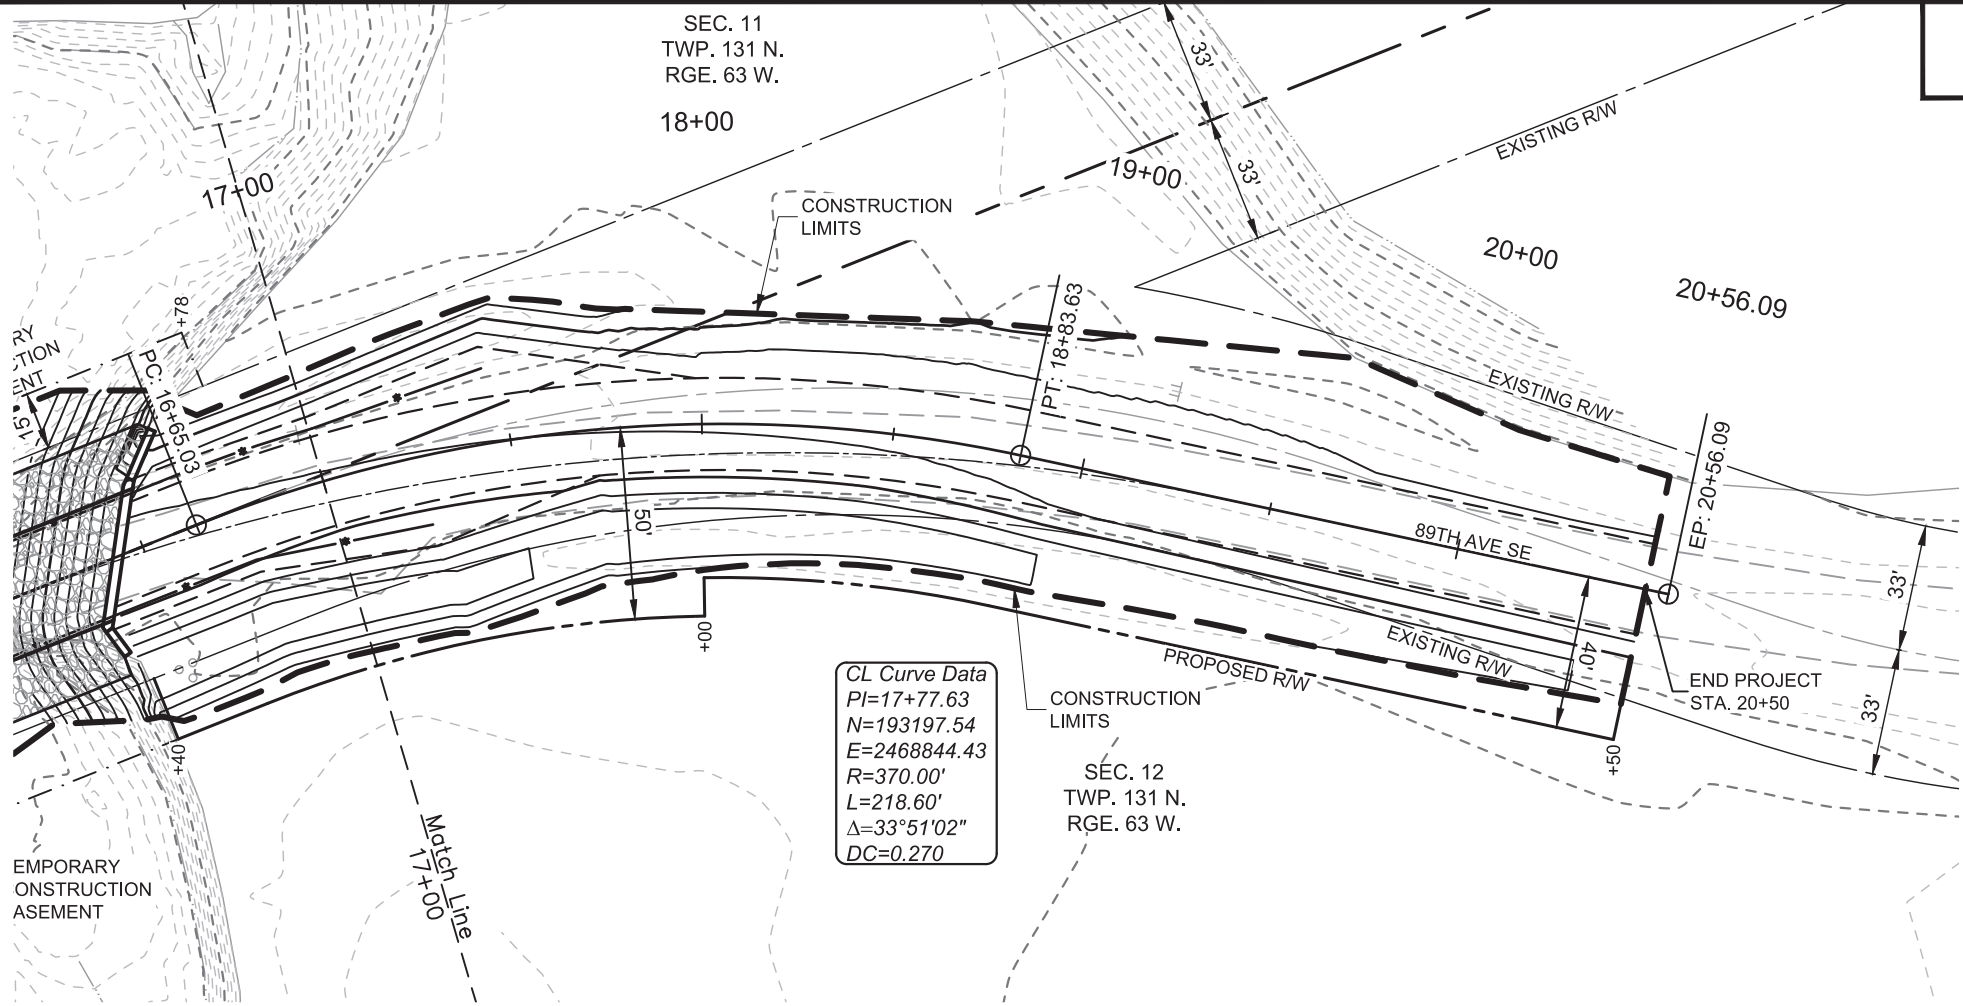 SEC. 11
TWP. 131 N.
RGE. 63 W.
18+00
33'
33'
EXISTING R/W
19+00
17+00
CONSTRUCTION
LIMITS
20+00
20+56.09
+78
PT: 18+83.63
PC: 16+65.03
EXISTING R/W
EP: 20+56.09
RY
CTION
ENT
15'
50'
89TH AVE SE
33'
33'
40'
+00
EXISTING R/W
PROPOSED R/W
END PROJECT
STA. 20+50
CL Curve Data
PI=17+77.63
N=193197.54
E=2468844.43
R=370.00'
L=218.60'
Δ=33°51'02"
DC=0.270
CONSTRUCTION
LIMITS
+40
+50
SEC. 12
TWP. 131 N.
RGE. 63 W.
Match Line
17+00
EMPORARY
ONSTRUCTION
ASEMENT